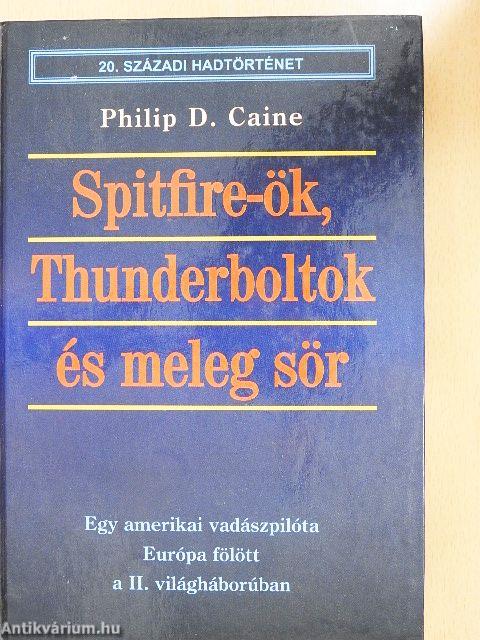 20. SZÁZADI HADTÖRTÉNET
Philip D. Caine
Spitfire-ök,
Thunderboltok
és meleg sör
Egy amerikai vadászpilóta
Európa fölött
a II. világháborúban
Antikvárium.hu